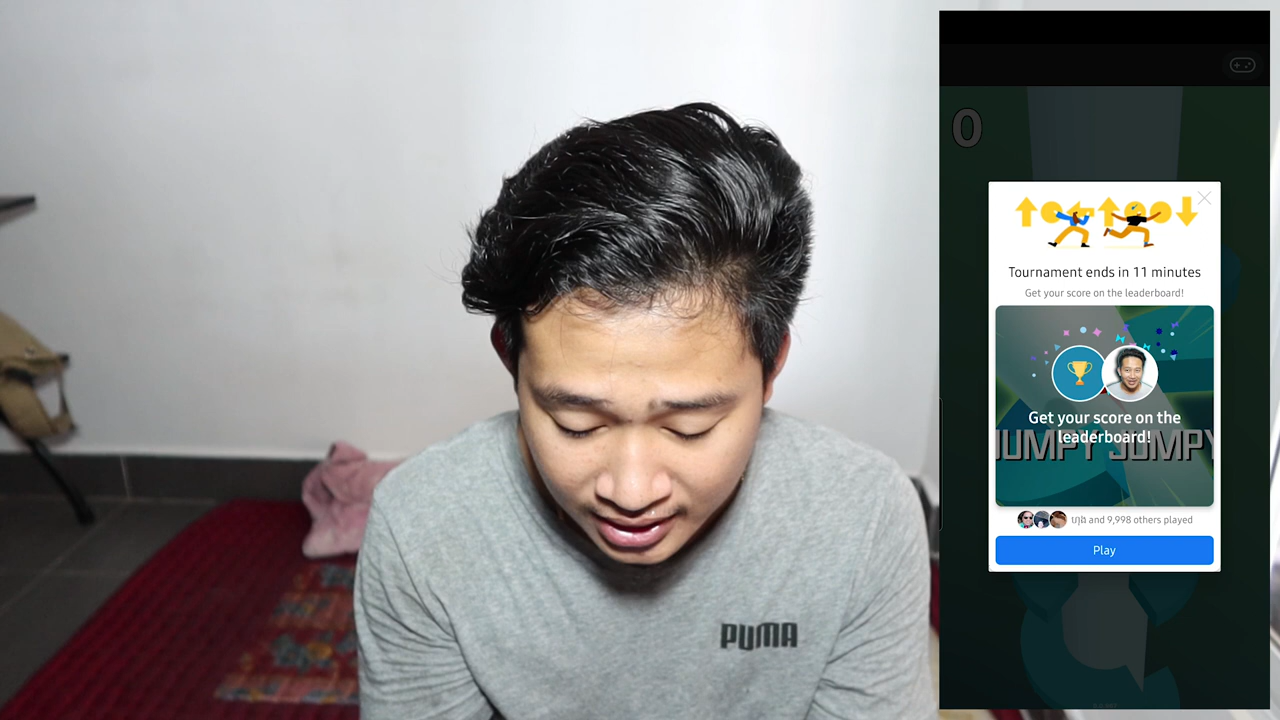 0
Tournament ends in 11 minutes
Get your score on the leaderboard!
Get your score on the
leaderboard!
JUMPY JUMPY
and 9,998 others played
Play
PUMA